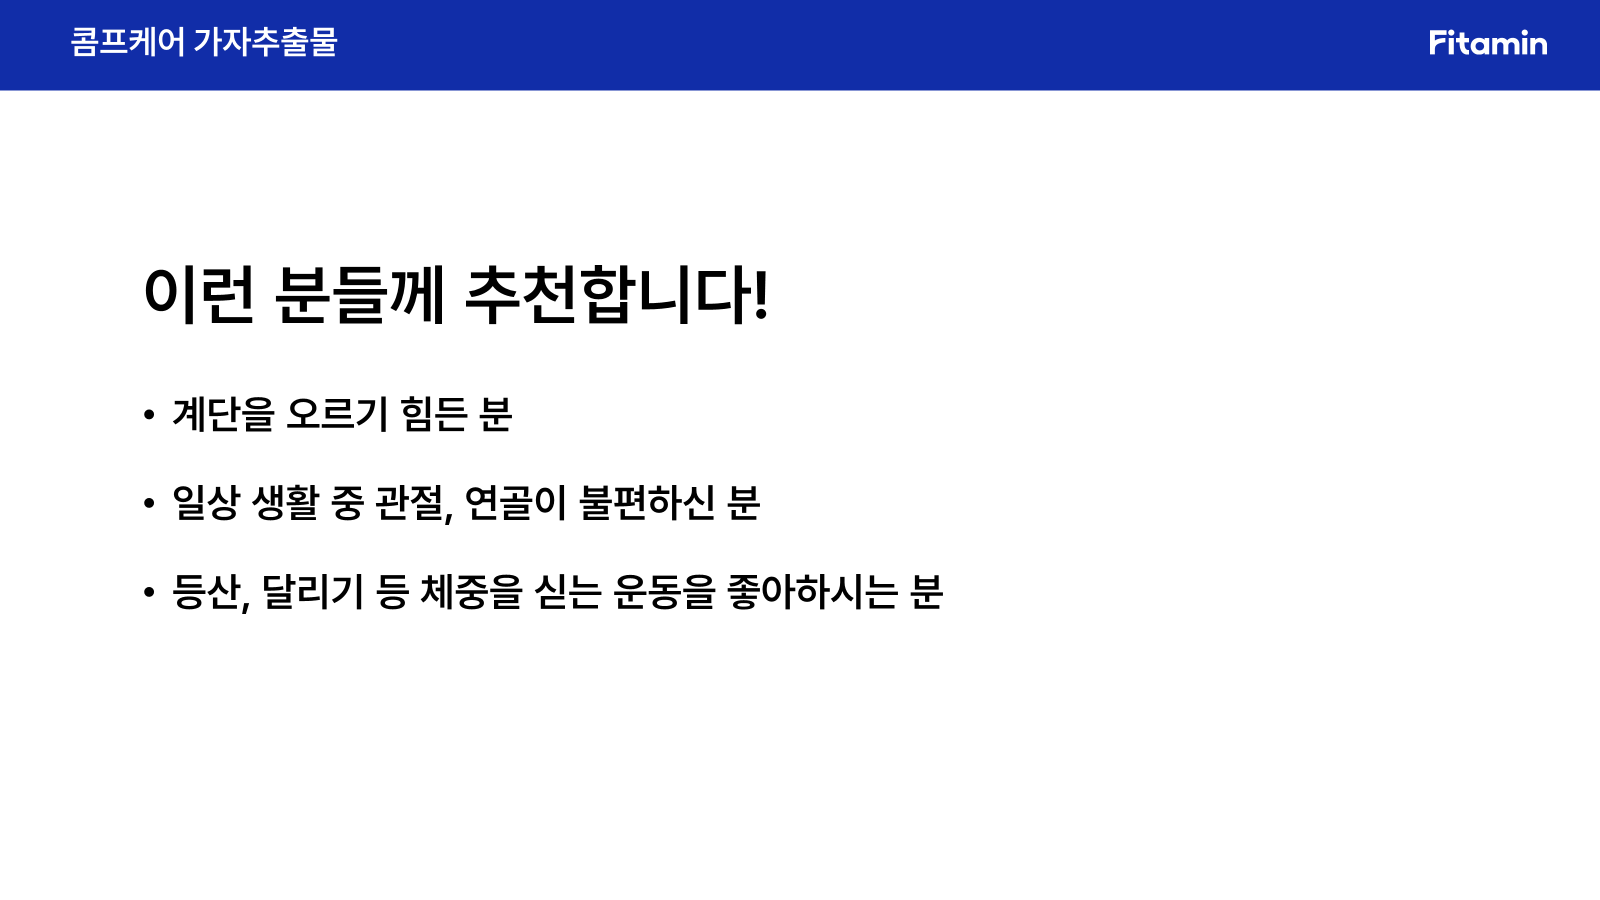 콤프케어 가자추출물
Fitamin
이런 분들께 추천합니다!
• 계단을 오르기 힘든 분
• 일상 생활 중 관절, 연골이 불편하신 분
• 등산, 달리기 등 체중을 싣는 운동을 좋아하시는 분